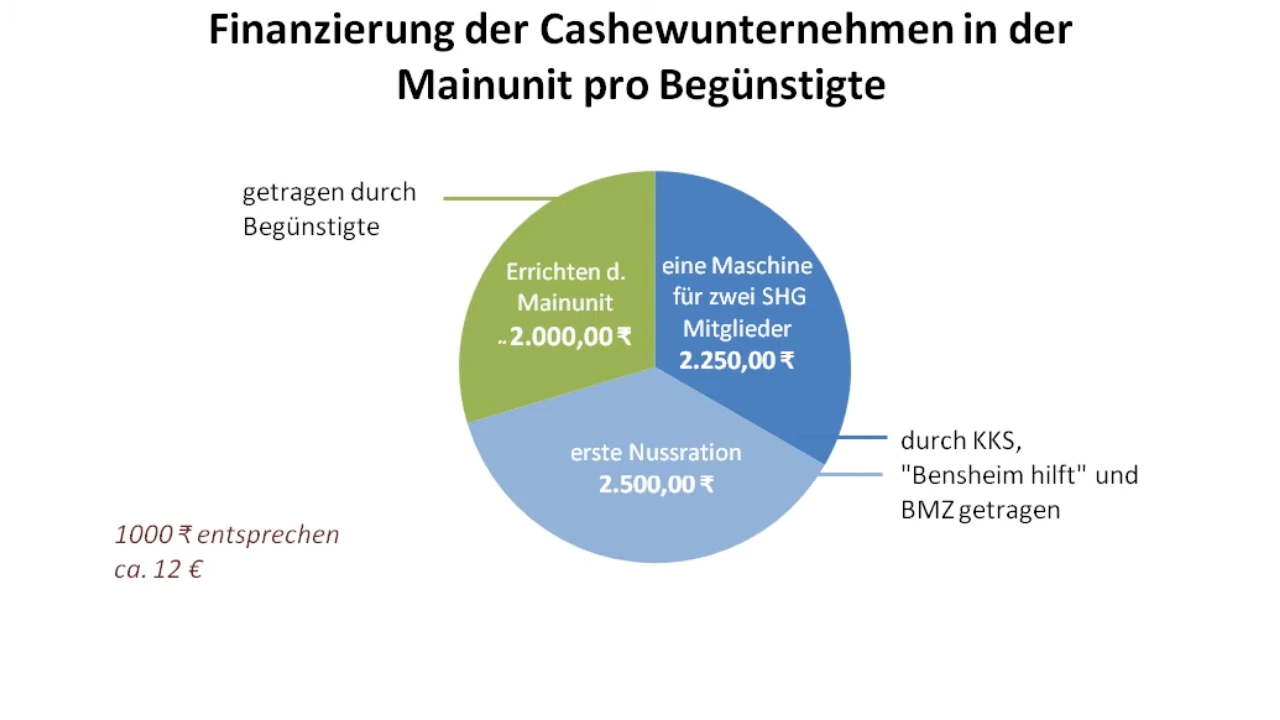 Finanzierung der Cashewunternehmen in der
Mainunit pro Begünstigte
getragen durch
Begünstigte
Errichten d.
Mainunit
~ 2.000,00 ₹
eine Maschine
für zwei SHG
Mitglieder
2.250,00 ₹
erste Nussration
2.500,00 ₹
durch KKS,
"Bensheim hilft" und
BMZ getragen
1000 ₹ entsprechen
ca. 12 €